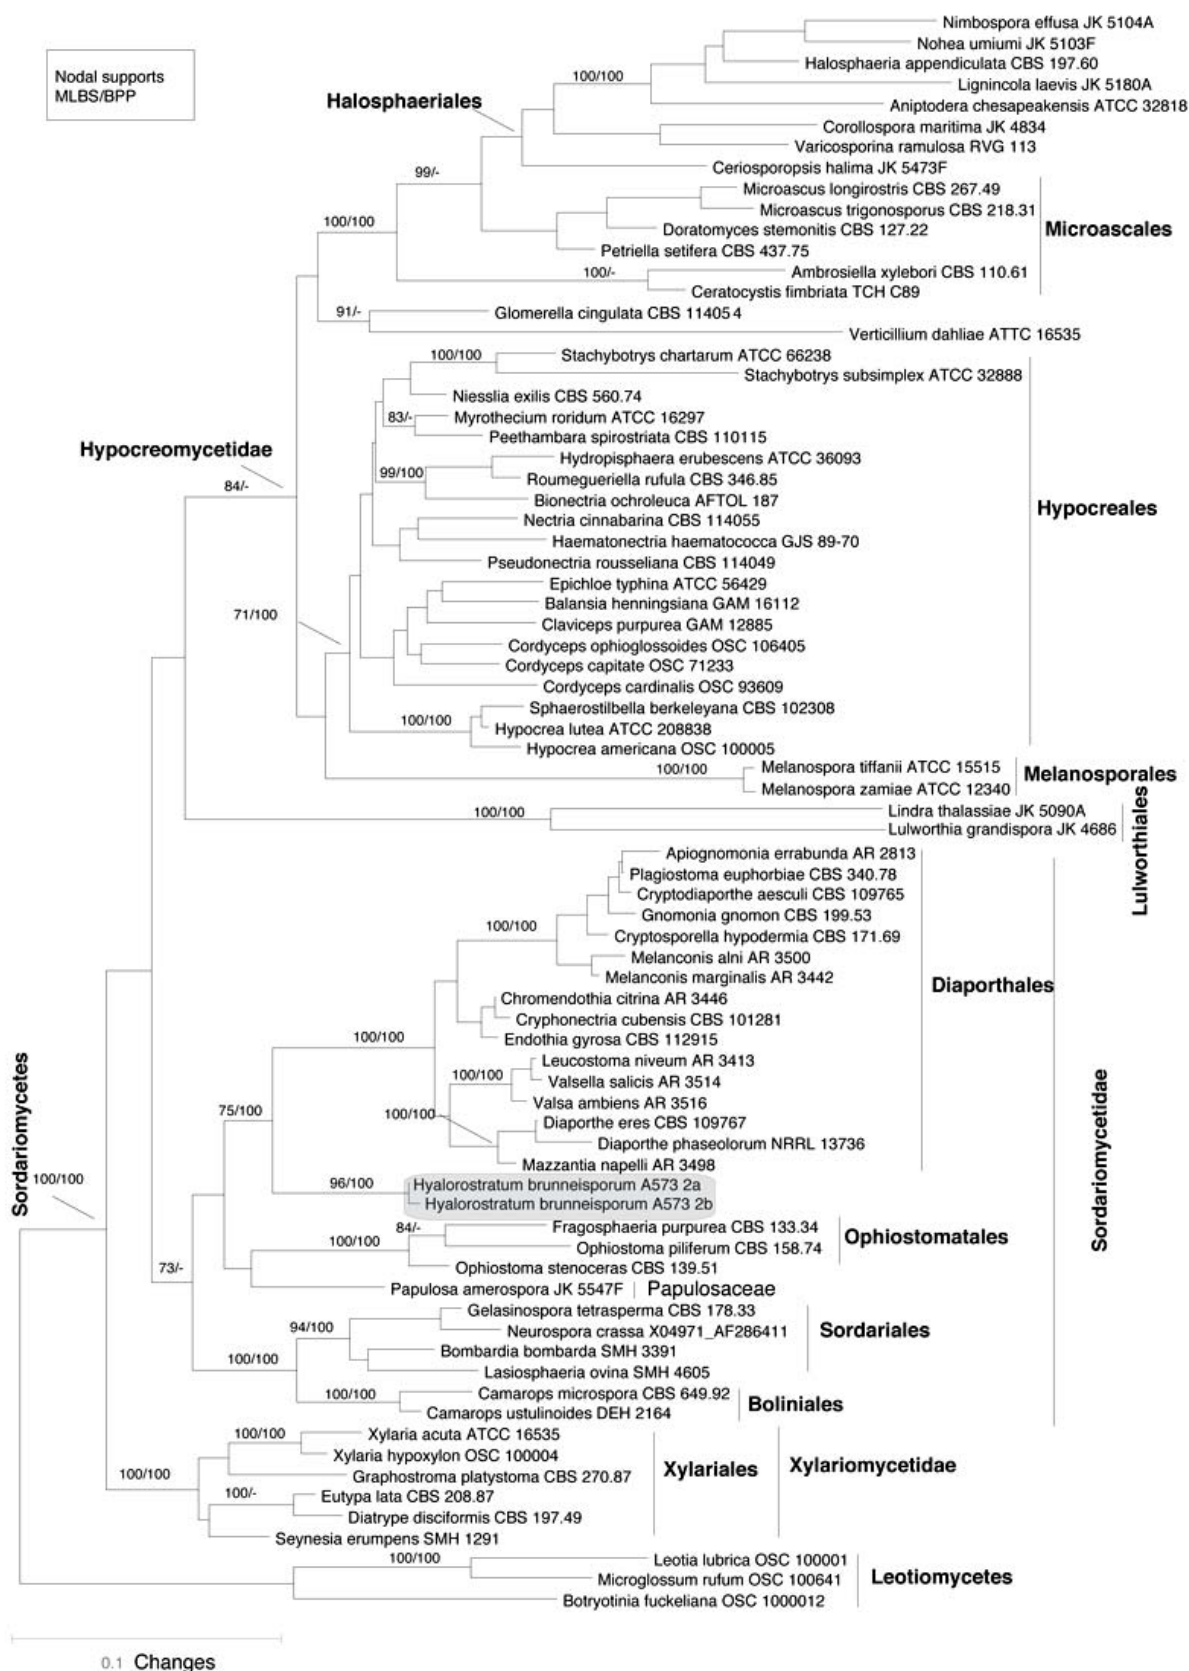 Nimbospora effusa JK 5104A
Nohea umiumi JK 5103F
Nodal supports
MLBS/BPP
100/100
Halosphaeria appendiculata CBS 197.60
Lignincola laevis JK 5180A
Halosphaeriales
Aniptodera chesapeakensis ATCC 32818
Corollospora maritima JK 4834
Varicosporina ramulosa RVG 113
99/-
Ceriosporopsis halima JK 5473F
Microascus longirostris CBS 267.49
Microascus trigonosporus CBS 218.31
100/100
Doratomyces stemonitis CBS 127.22
Microascales
Petriella setifera CBS 437.75
100/-
Ambrosiella xylebori CBS 110.61
Ceratocystis fimbriata TCH C89
91/-
Glomerella cingulata CBS 114054
Verticillium dahliae ATTC 16535
100/100
Stachybotrys chartarum ATCC 66238
Stachybotrys subsimplex ATCC 32888
Niesslia exilis CBS 560.74
83/-
Myrothecium roridum ATCC 16297
Peethambara spirostriata CBS 110115
Hypocreomycetidae
Hydropisphaera erubescens ATCC 36093
99/100
Roumegueriella rufula CBS 346.85
84/-
Bionectria ochroleuca AFTOL 187
Hypocreales
Nectria cinnabarina CBS 114055
Haematonectria haematococca GJS 89-70
Pseudonectria rousseliana CBS 114049
Epichloe typhina ATCC 56429
Balansia henningsiana GAM 16112
71/100
Claviceps purpurea GAM 12885
Cordyceps ophioglossoides OSC 106405
Cordyceps capitate OSC 71233
Cordyceps cardinalis OSC 93609
Sphaerostilbella berkeleyana CBS 102308
100/100
Hypocrea lutea ATCC 208838
Hypocrea americana OSC 100005
100/100
Melanospora tiffanii ATCC 15515
Melanosporales
Melanospora zamiae ATCC 12340
100/100
Lindra thalassiae JK 5090A
Lulworthia grandispora JK 4686
Lulworthiales
Apiognomonia errabunda AR 2813
Plagiostoma euphorbiae CBS 340.78
Cryptodiaporthe aesculi CBS 109765
Gnomonia gnomon CBS 199.53
100/100
Cryptosporella hypodermia CBS 171.69
Melanconis alni AR 3500
Melanconis marginalis AR 3442
Diaporthales
Chromendothia citrina AR 3446
Cryphonectria cubensis CBS 101281
100/100
Endothia gyrosa CBS 112915
Leucostoma niveum AR 3413
100/100
Valsella salicis AR 3514
Valsa ambiens AR 3516
75/100
100/100
Diaporthe eres CBS 109767
Diaporthe phaseolorum NRRL 13736
Mazzantia napelli AR 3498
Sordariomycetidae
Sordariomycetes
100/100
96/100
Hyalorostratum brunneisporum A573 2a
Hyalorostratum brunneisporum A573 2b
84/-
Fragosphaeria purpurea CBS 133.34
100/100
Ophiostoma piliferum CBS 158.74
Ophiostomatales
73/-
Ophiostoma stenoceras CBS 139.51
Papulosa amerospora JK 5547F
Papulosaceae
Gelasinospora tetrasperma CBS 178.33
94/100
Neurospora crassa X04971_AF286411
Sordariales
Bombardia bombarda SMH 3391
100/100
Lasiosphaeria ovina SMH 4605
100/100
Camarops microspora CBS 649.92
Boliniales
Camarops ustulinoides DEH 2164
100/100
Xylaria acuta ATCC 16535
Xylaria hypoxylon OSC 100004
100/100
Graphostroma platystoma CBS 270.87
Xylariales
Xylariomycetidae
100/-
Eutypa lata CBS 208.87
Diatrype disciformis CBS 197.49
Seynesia erumpens SMH 1291
100/100
Leotia lubrica OSC 100001
Microglossum rufum OSC 100641
Leotiomycetes
Botryotinia fuckeliana OSC 1000012
0.1 Changes